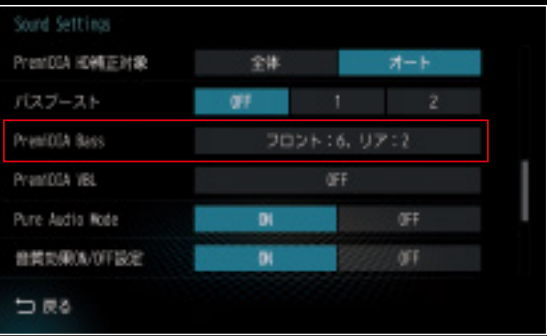 Sound Settings
PremiDIA HD補正対象 全体 オート
バスブースト OFF 1 2
PremiDIA Bass フロント:6, リア:2
PremiDIA VBL OFF
Pure Audio Mode ON OFF
音質効果ON/OFF設定 ON OFF
戻る